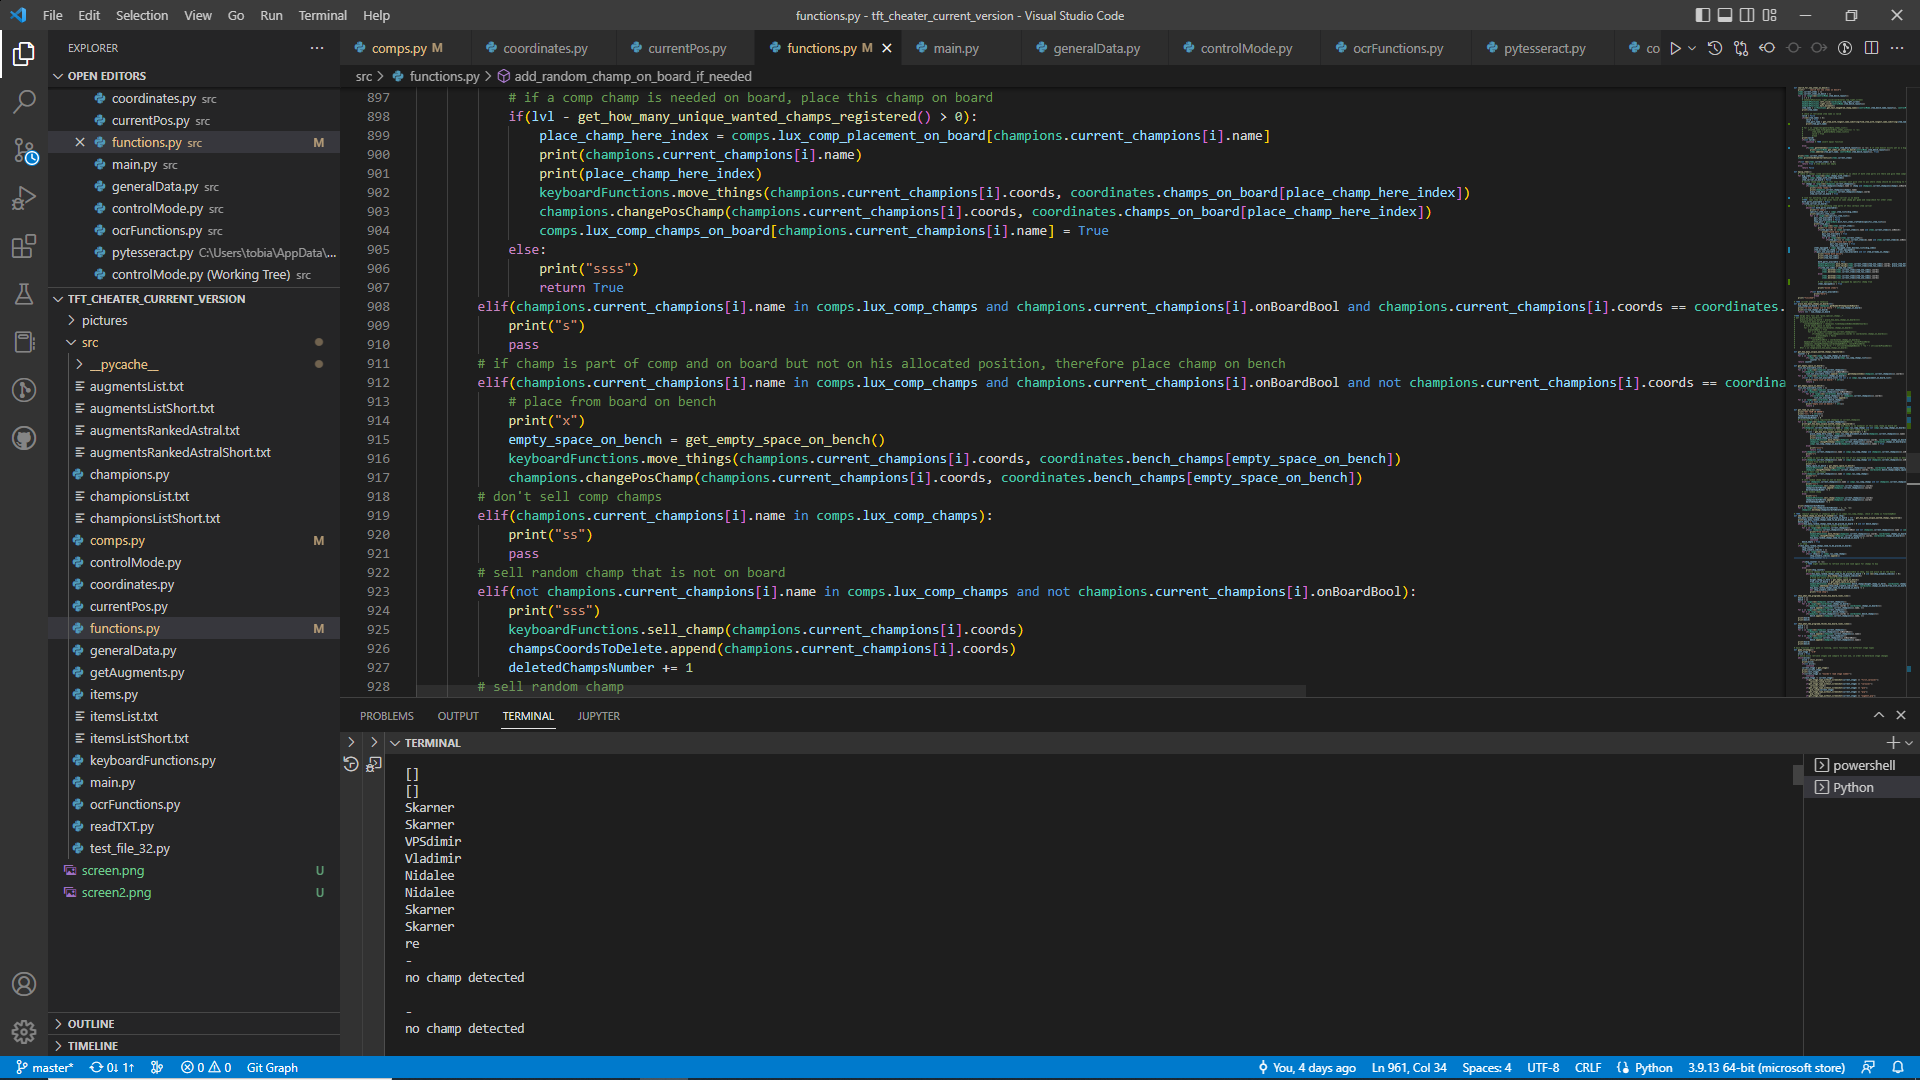 File Edit Selection View Go Run Terminal Help
functions.py - tft_cheater_current_version - Visual Studio Code
EXPLORER
OPEN EDITORS
coordinates.py src
currentPos.py src
functions.py src M
main.py src
generalData.py src
controlMode.py src
ocrFunctions.py src
pytesseract.py C:\Users\tobia\AppData\...
controlMode.py (Working Tree) src
TFT_CHEATER_CURRENT_VERSION
pictures
src
__pycache__
augmentsList.txt
augmentsListShort.txt
augmentsRankedAstral.txt
augmentsRankedAstralShort.txt
champions.py
championsList.txt
championsListShort.txt
comps.py M
controlMode.py
coordinates.py
currentPos.py
functions.py M
generalData.py
getAugments.py
items.py
itemsList.txt
itemsListShort.txt
keyboardFunctions.py
main.py
ocrFunctions.py
readTXT.py
test_file_32.py
screen.png U
screen2.png U
OUTLINE
TIMELINE
comps.py M coordinates.py currentPos.py functions.py M main.py generalData.py controlMode.py ocrFunctions.py pytesseract.py co
src > functions.py > add_random_champ_on_board_if_needed
897 # if a comp champ is needed on board, place this champ on board
898 if(lvl - get_how_many_unique_wanted_champs_registered() > 0):
899 place_champ_here_index = comps.lux_comp_placement_on_board[champions.current_champions[i].name]
900 print(champions.current_champions[i].name)
901 print(place_champ_here_index)
902 keyboardFunctions.move_things(champions.current_champions[i].coords, coordinates.champs_on_board[place_champ_here_index])
903 champions.changePosChamp(champions.current_champions[i].coords, coordinates.champs_on_board[place_champ_here_index])
904 comps.lux_comp_champs_on_board[champions.current_champions[i].name] = True
905 else:
906 print("ssss")
907 return True
908 elif(champions.current_champions[i].name in comps.lux_comp_champs and champions.current_champions[i].onBoardBool and champions.current_champions[i].coords == coordinates.
909 print("s")
910 pass
911 # if champ is part of comp and on board but not on his allocated position, therefore place champ on bench
912 elif(champions.current_champions[i].name in comps.lux_comp_champs and champions.current_champions[i].onBoardBool and not champions.current_champions[i].coords == coordina
913 # place from board on bench
914 print("x")
915 empty_space_on_bench = get_empty_space_on_bench()
916 keyboardFunctions.move_things(champions.current_champions[i].coords, coordinates.bench_champs[empty_space_on_bench])
917 champions.changePosChamp(champions.current_champions[i].coords, coordinates.bench_champs[empty_space_on_bench])
918 # don't sell comp champs
919 elif(champions.current_champions[i].name in comps.lux_comp_champs):
920 print("ss")
921 pass
922 # sell random champ that is not on board
923 elif(not champions.current_champions[i].name in comps.lux_comp_champs and not champions.current_champions[i].onBoardBool):
924 print("sss")
925 keyboardFunctions.sell_champ(champions.current_champions[i].coords)
926 champsCoordsToDelete.append(champions.current_champions[i].coords)
927 deletedChampsNumber += 1
928 # sell random champ
PROBLEMS OUTPUT TERMINAL JUPYTER
TERMINAL
[]
[]
Skarner
Skarner
VPSdimir
Vladimir
Nidalee
Nidalee
Skarner
Skarner
re
-
no champ detected
-
no champ detected
powershell
Python
master* 0↓ 1↑ 0 0 Git Graph
You, 4 days ago Ln 961, Col 34 Spaces: 4 UTF-8 CRLF Python 3.9.13 64-bit (microsoft store)